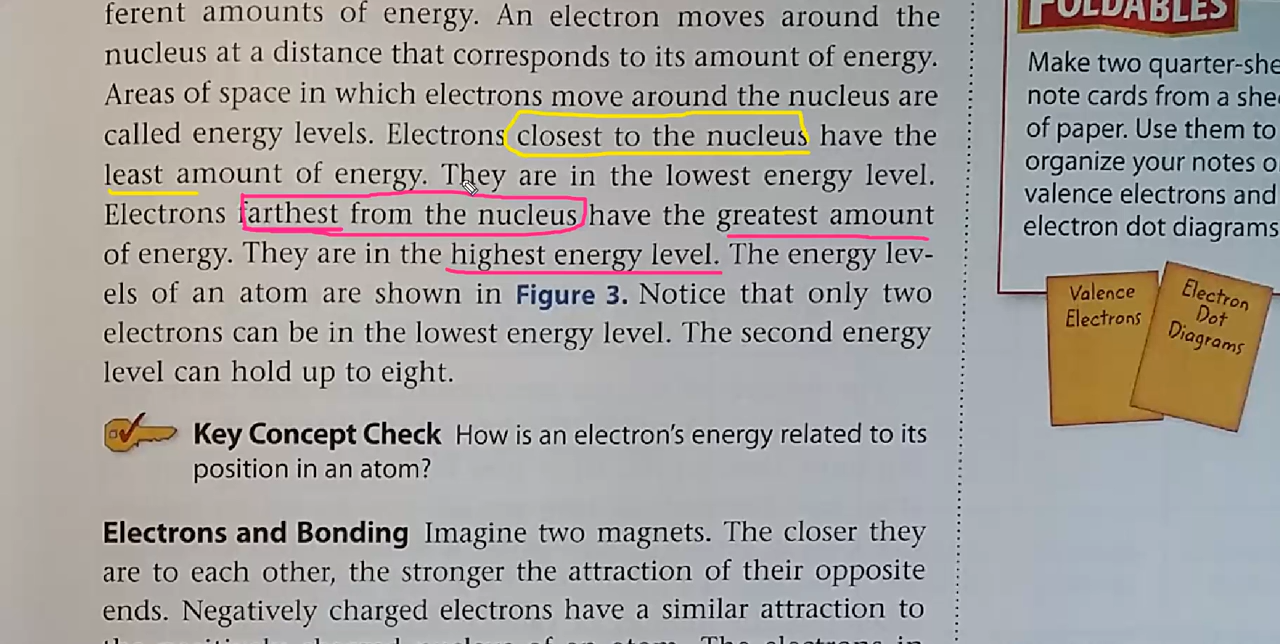 ferent amounts of energy. An electron moves around the
nucleus at a distance that corresponds to its amount of energy.
Areas of space in which electrons move around the nucleus are
called energy levels. Electrons closest to the nucleus have the
least amount of energy. They are in the lowest energy level.
Electrons farthest from the nucleus have the greatest amount
of energy. They are in the highest energy level. The energy lev-
els of an atom are shown in Figure 3. Notice that only two
electrons can be in the lowest energy level. The second energy
level can hold up to eight.
Key Concept Check How is an electron's energy related to its
position in an atom?
Electrons and Bonding Imagine two magnets. The closer they
are to each other, the stronger the attraction of their opposite
ends. Negatively charged electrons have a similar attraction to
FOLDABLES
Make two quarter-she
note cards from a shee
of paper. Use them to
organize your notes o
valence electrons and
electron dot diagrams
Valence
Electrons
Electron
Dot
Diagrams